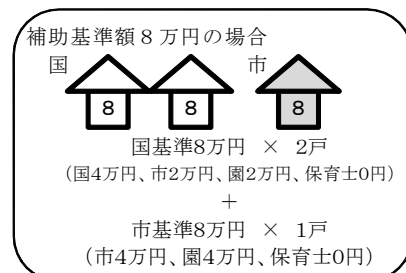 補助基準額８万円の場合
国 市
8 8 8
国基準8万円 × 2戸
（国4万円、市2万円、園2万円、保育士0円）
+
市基準8万円 × 1戸
（市4万円、園4万円、保育士0円）